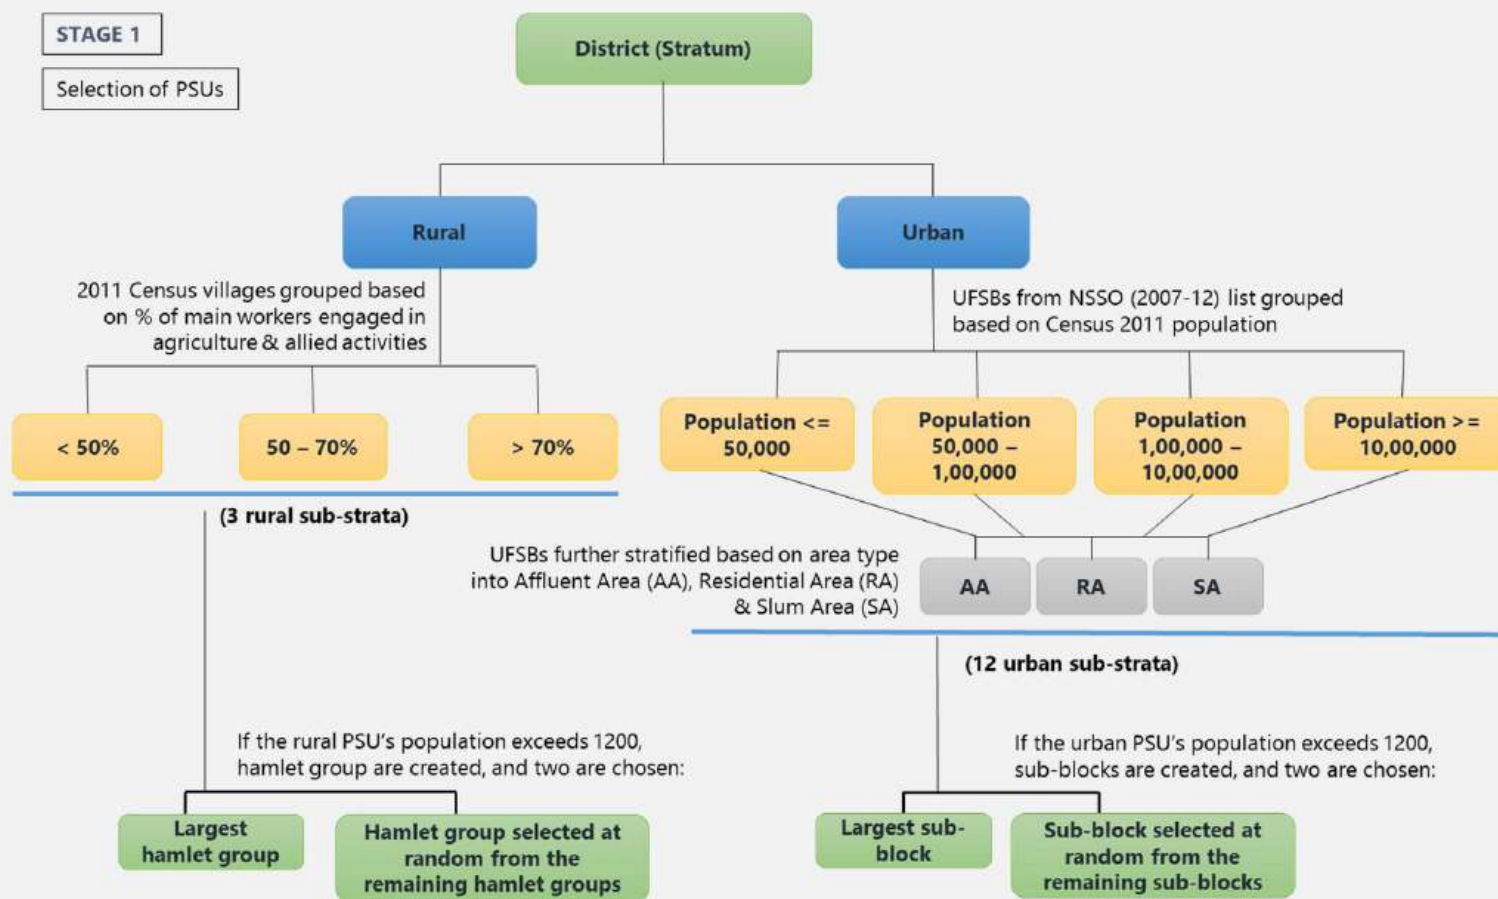 STAGE 1
Selection of PSUs
District (Stratum)
Rural
Urban
2011 Census villages grouped based
on % of main workers engaged in
agriculture & allied activities
UFSBs from NSSO (2007-12) list grouped
based on Census 2011 population
< 50%
50 – 70%
> 70%
Population <=
50,000
Population
50,000 –
1,00,000
Population
1,00,000 –
10,00,000
Population >=
10,00,000
(3 rural sub-strata)
UFSBs further stratified based on area type
into Affluent Area (AA), Residential Area (RA)
& Slum Area (SA)
AA
RA
SA
(12 urban sub-strata)
If the rural PSU's population exceeds 1200,
hamlet group are created, and two are chosen:
If the urban PSU's population exceeds 1200,
sub-blocks are created, and two are chosen:
Largest
hamlet group
Hamlet group selected at
random from the
remaining hamlet groups
Largest sub-
block
Sub-block selected at
random from the
remaining sub-blocks